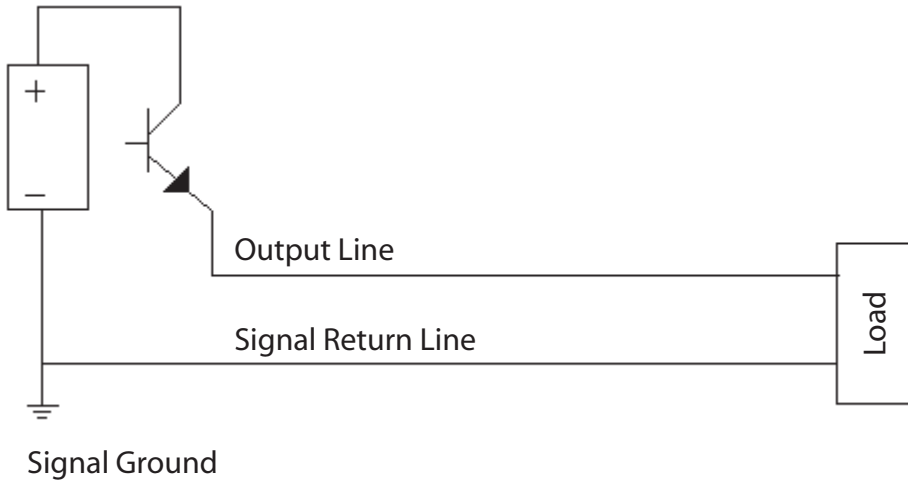 +
−
Output Line
Signal Return Line
Load
Signal Ground